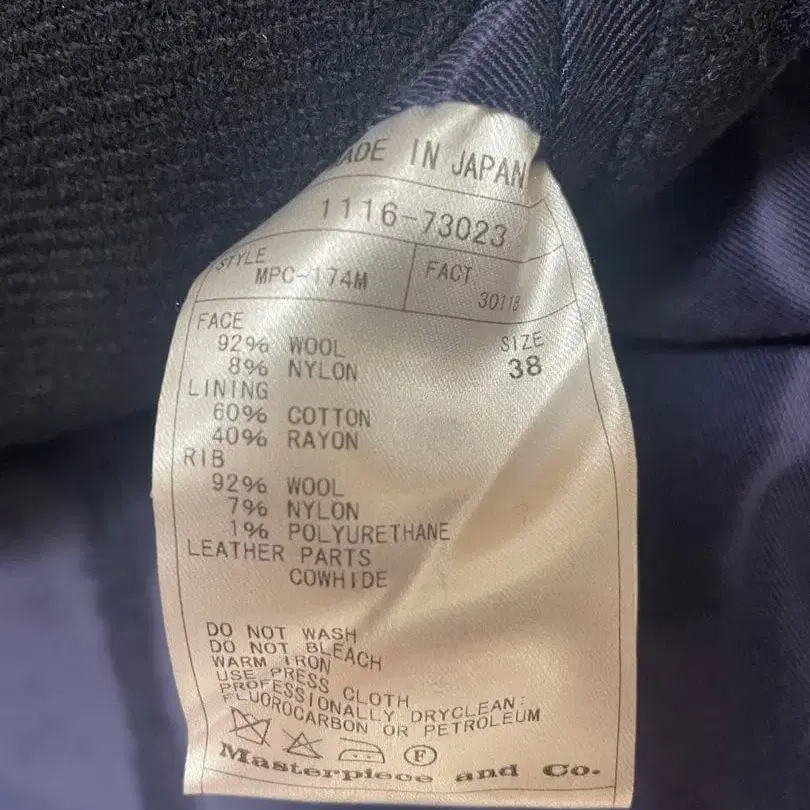 MADE IN JAPAN
1116-73023
STYLE
MPC-174M
FACT
30118
FACE
92% WOOL
8% NYLON
SIZE
38
LINING
60% COTTON
40% RAYON
RIB
92% WOOL
7% NYLON
1% POLYURETHANE
LEATHER PARTS
COWHIDE
DO NOT WASH
DO NOT BLEACH
WARM IRON
USE PRESS CLOTH
PROFESSIONALLY DRYCLEAN:
FLUOROCARBON OR PETROLEUM
F
Masterpiece and Co.